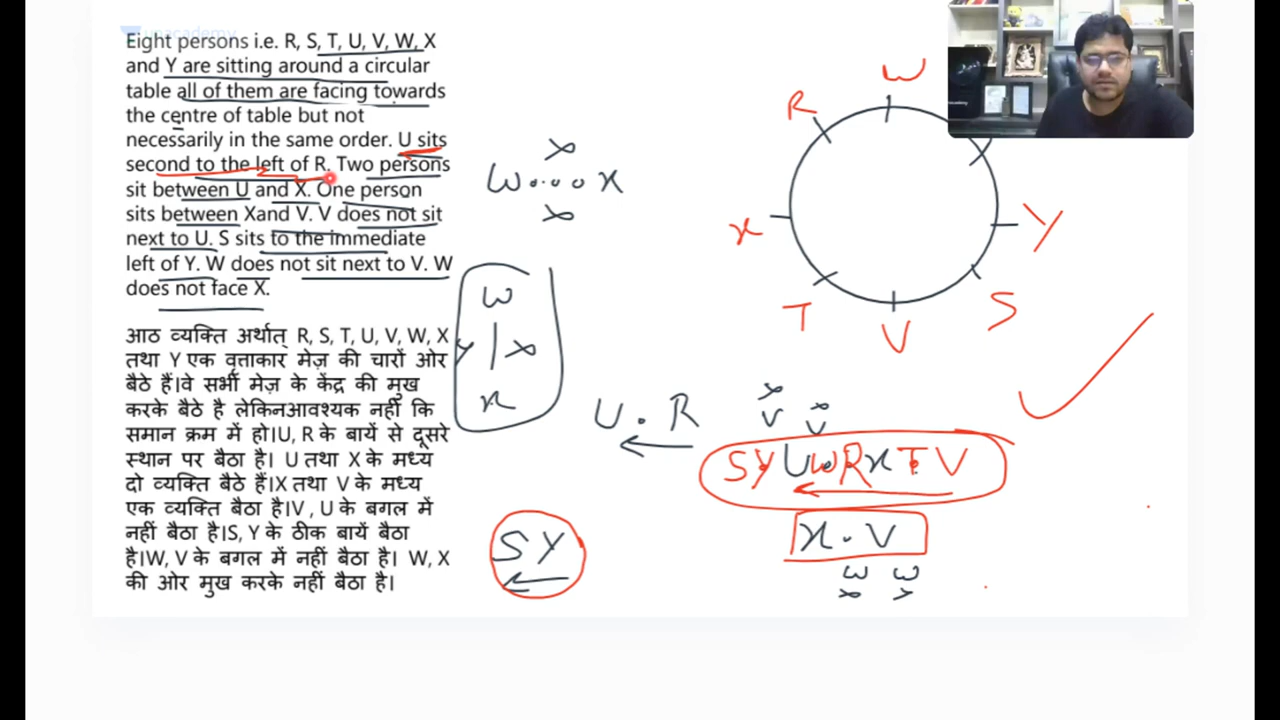 Eight persons i.e. R, S, T, U, V, W, X
and Y are sitting around a circular
table all of them are facing towards
the centre of table but not
necessarily in the same order. U sits
second to the left of R. Two persons
sit between U and X. One person
sits between Xand V. V does not sit
next to U. S sits to the immediate
left of Y. W does not sit next to V. W
does not face X.
आठ व्यक्ति अर्थात् R, S, T, U, V, W, X
तथा Y एक वृत्ताकार मेज़ की चारों ओर
बैठे हैं।वे सभी मेज़ के केंद्र की मुख
करके बैठे है लेकिनआवश्यक नहीं कि
समान क्रम में हो।U, R के बायें से दूसरे
स्थान पर बैठा है। U तथा X के मध्य
दो व्यक्ति बैठे हैं।X तथा V के मध्य
एक व्यक्ति बैठा है।V , U के बगल में
नहीं बैठा है।S, Y के ठीक बायें बैठा
है।W, V के बगल में नहीं बैठा है। W, X
की ओर मुख करके नहीं बैठा है।
W...x
W
x
U . R
S Y
W
R
x
T
V
S
Y
V
V
SYUWRxTV
x . V
W W